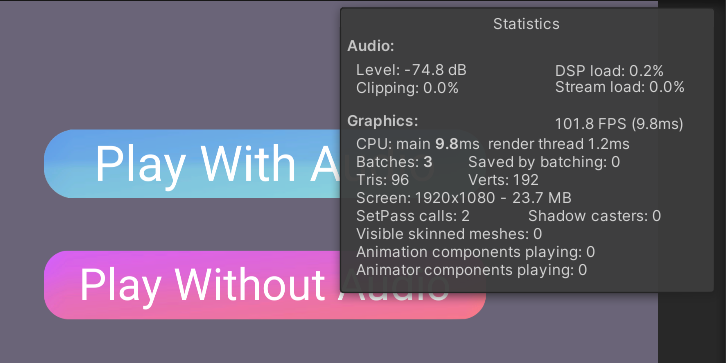 Statistics
Audio:
Level: -74.8 dB DSP load: 0.2%
Clipping: 0.0% Stream load: 0.0%
Graphics: 101.8 FPS (9.8ms)
CPU: main 9.8ms render thread 1.2ms
Batches: 3 Saved by batching: 0
Tris: 96 Verts: 192
Screen: 1920x1080 - 23.7 MB
SetPass calls: 2 Shadow casters: 0
Visible skinned meshes: 0
Animation components playing: 0
Animator components playing: 0
Play With Audio
Play Without Audio